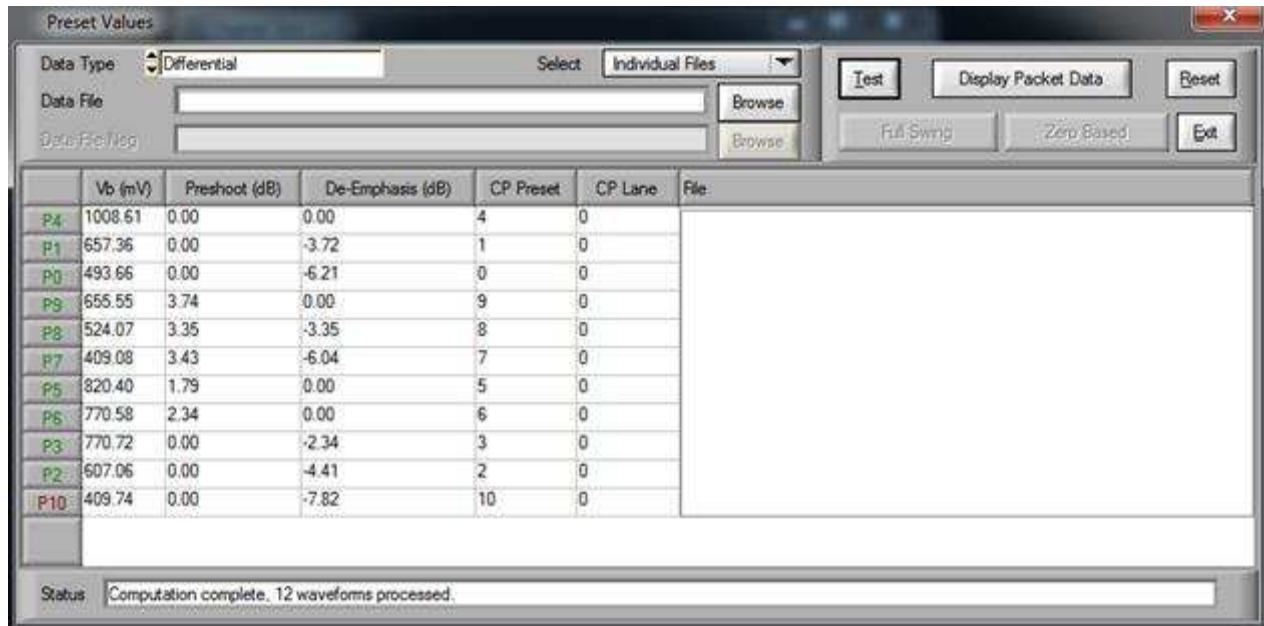 Preset Values
Data Type Differential Select Individual Files
Test Display Packet Data Reset
Data File Browse
Data File Neg Browse
Full Swing Zero Based Exit
Vb (mV) Preshoot (dB) De-Emphasis (dB) CP Preset CP Lane File
P4 1008.61 0.00 0.00 4 0
P1 657.36 0.00 -3.72 1 0
P0 493.66 0.00 -6.21 0 0
P9 655.55 3.74 0.00 9 0
P8 524.07 3.35 -3.35 8 0
P7 409.08 3.43 -6.04 7 0
P5 820.40 1.79 0.00 5 0
P6 770.58 2.34 0.00 6 0
P3 770.72 0.00 -2.34 3 0
P2 607.06 0.00 -4.41 2 0
P10 409.74 0.00 -7.82 10 0
Status Computation complete, 12 waveforms processed.